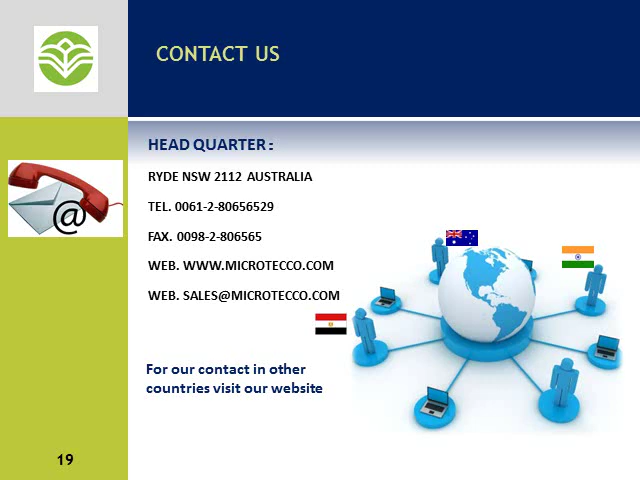 CONTACT US
HEAD QUARTER :
RYDE NSW 2112 AUSTRALIA
TEL. 0061-2-80656529
FAX. 0098-2-806565
WEB. WWW.MICROTECCO.COM
WEB. SALES@MICROTECCO.COM
For our contact in other
countries visit our website
@
19